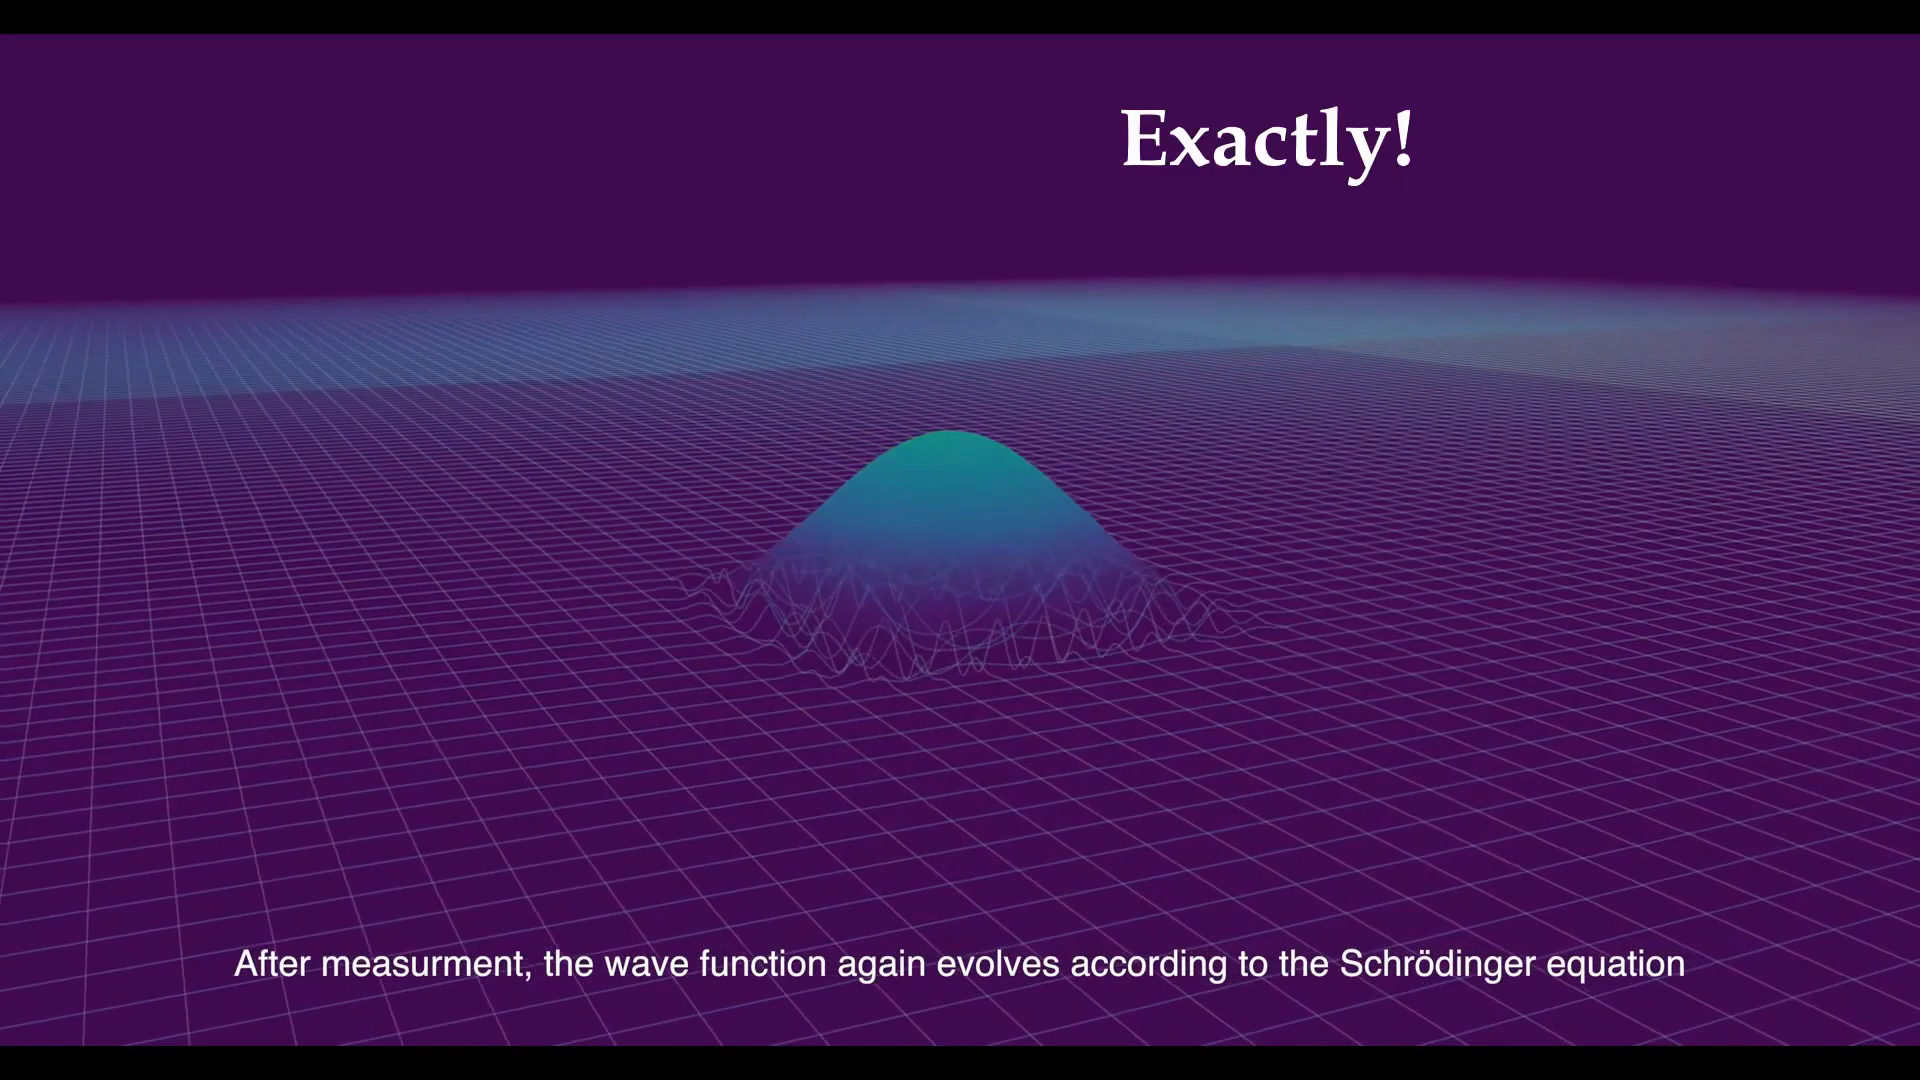 Exactly!
After measurment, the wave function again evolves according to the Schrödinger equation